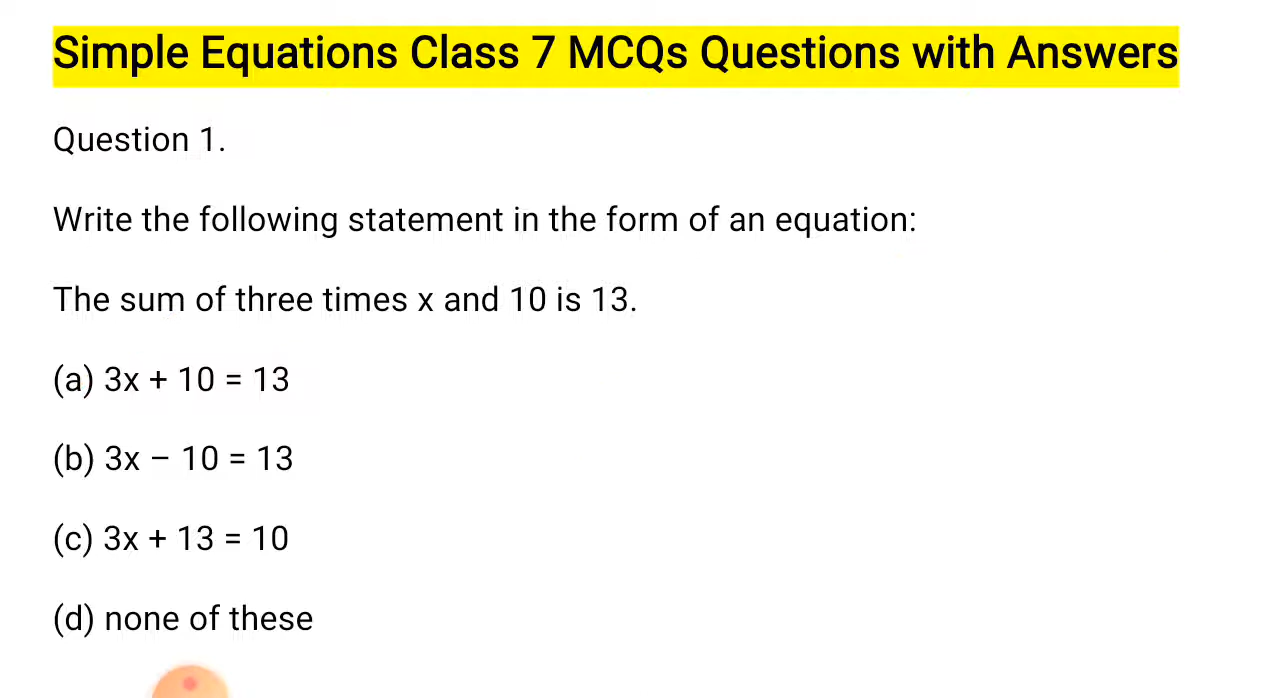 Simple Equations Class 7 MCQs Questions with Answers
Question 1.
Write the following statement in the form of an equation:
The sum of three times x and 10 is 13.
(a) 3x + 10 = 13
(b) 3x − 10 = 13
(c) 3x + 13 = 10
(d) none of these